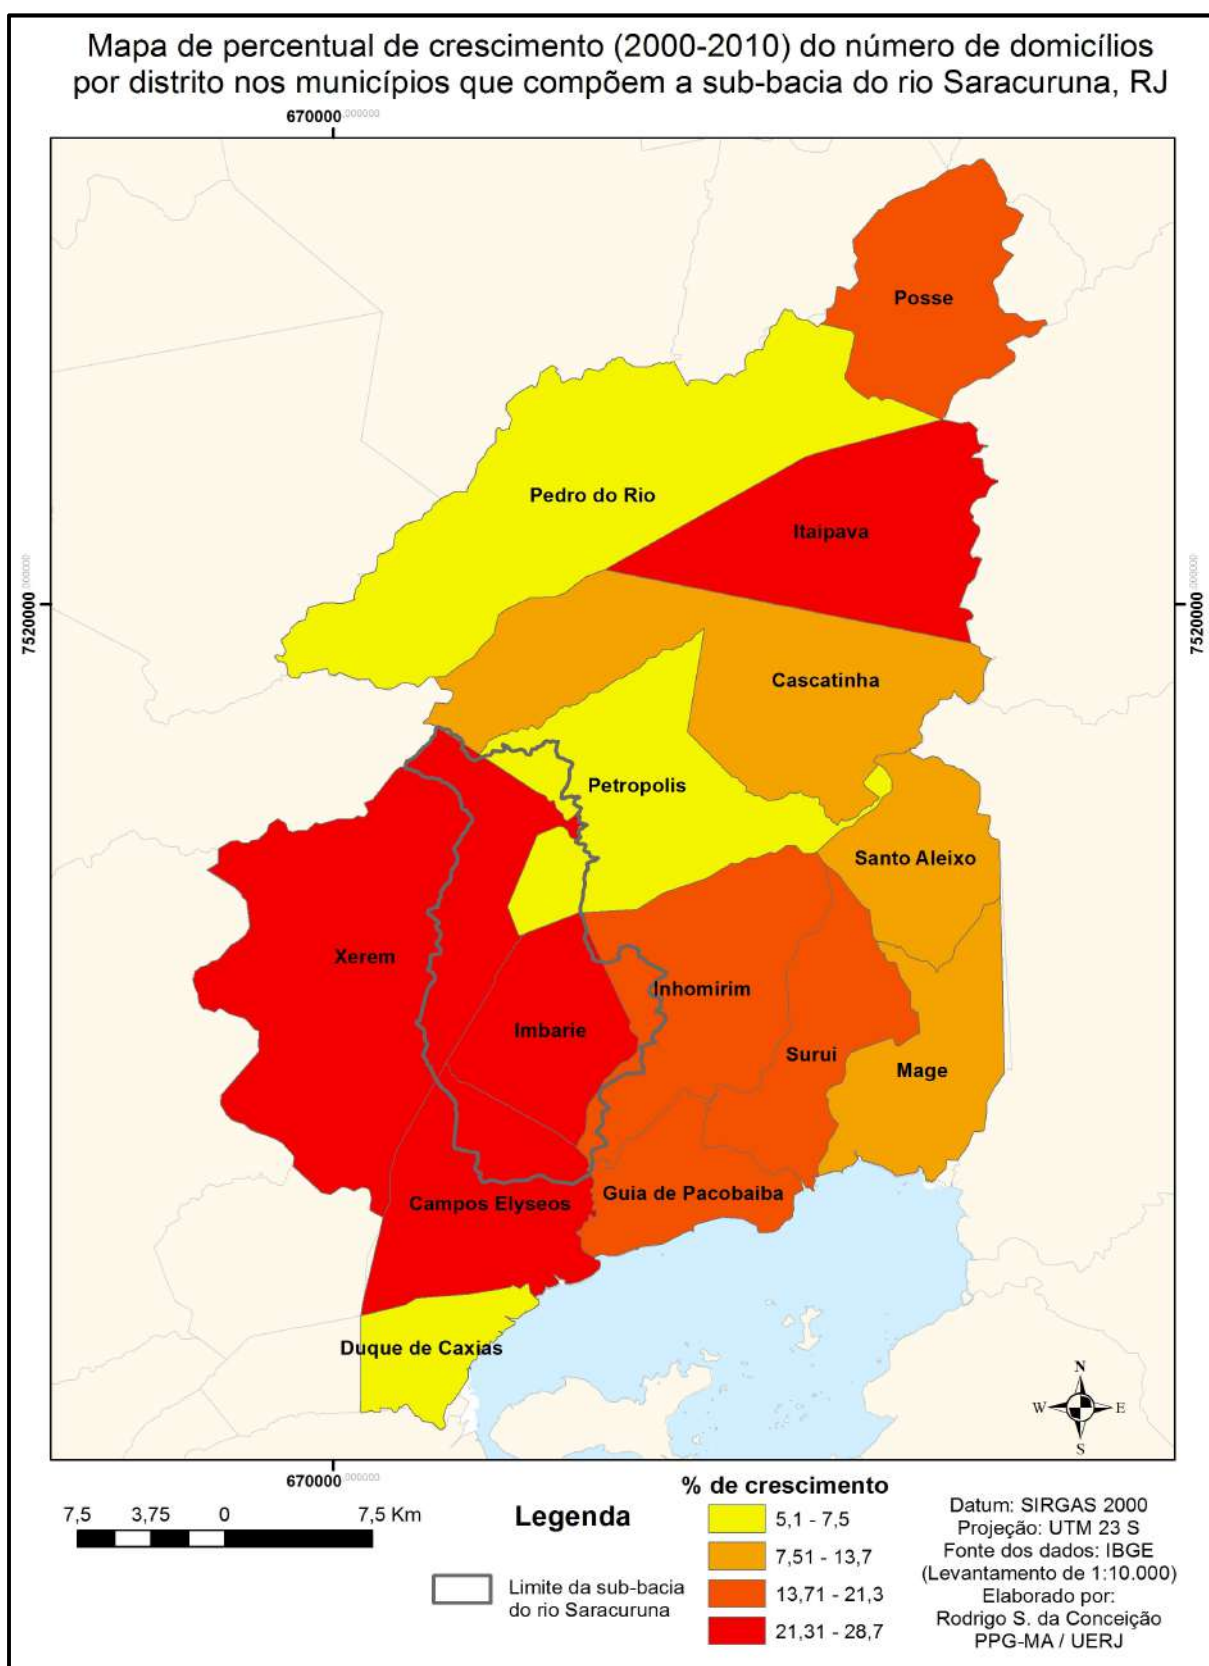 Mapa de percentual de crescimento (2000-2010) do número de domicílios
por distrito nos municípios que compõem a sub-bacia do rio Saracuruna, RJ
670000,000000
Posse
Pedro do Rio
Itaipava
7520000,000000
7520000,000000
Cascatinha
Petropolis
Santo Aleixo
Xerem
Inhomirim
Imbarie
Surui
Mage
Guia de Pacobaiba
Campos Elyseos
Duque de Caxias
N
W
E
S
670000,000000
7,5 3,75 0 7,5 Km
Legenda
Limite da sub-bacia
do rio Saracuruna
% de crescimento
5,1 - 7,5
7,51 - 13,7
13,71 - 21,3
21,31 - 28,7
Datum: SIRGAS 2000
Projeção: UTM 23 S
Fonte dos dados: IBGE
(Levantamento de 1:10.000)
Elaborado por:
Rodrigo S. da Conceição
PPG-MA / UERJ